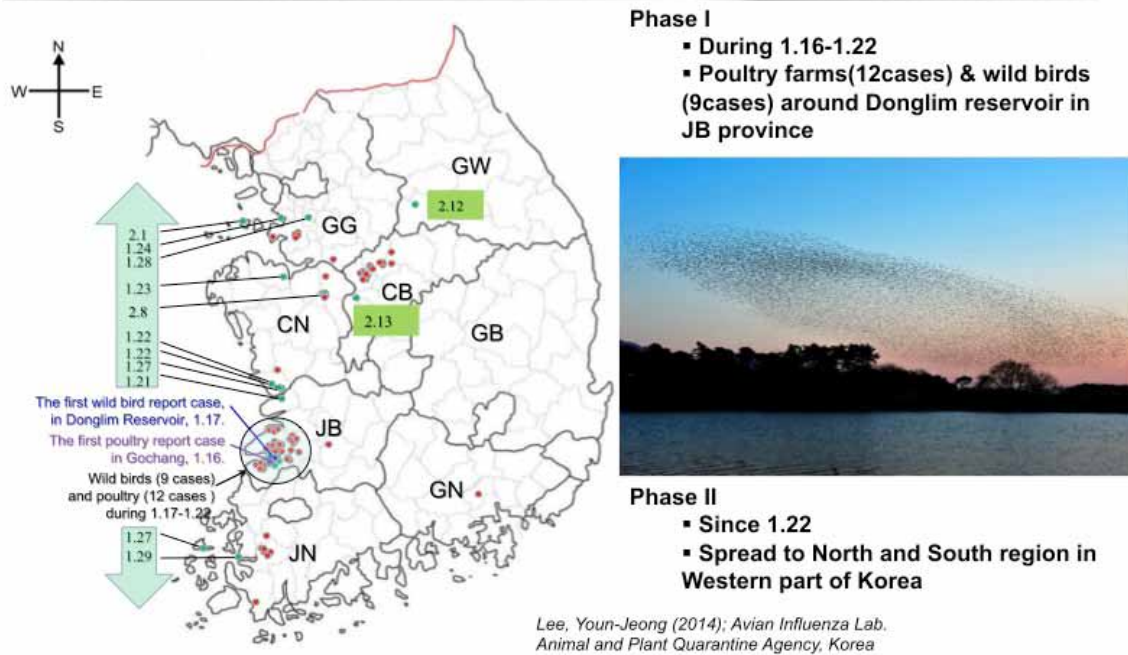 N
W E
S
GW
2.12
GG
2.1
1.24
1.28
1.23
2.8
CB
2.13
CN
GB
1.22
1.22
1.27
1.21
The first wild bird report case,
in Donglim Reservoir, 1.17.
The first poultry report case
in Gochang, 1.16.
Wild birds (9 cases)
and poultry (12 cases )
during 1.17-1.22
JB
GN
1.27
1.29
JN
Phase I
▪ During 1.16-1.22
▪ Poultry farms(12cases) & wild birds
(9cases) around Donglim reservoir in
JB province
Phase II
▪ Since 1.22
▪ Spread to North and South region in
Western part of Korea
Lee, Youn-Jeong (2014); Avian Influenza Lab.
Animal and Plant Quarantine Agency, Korea